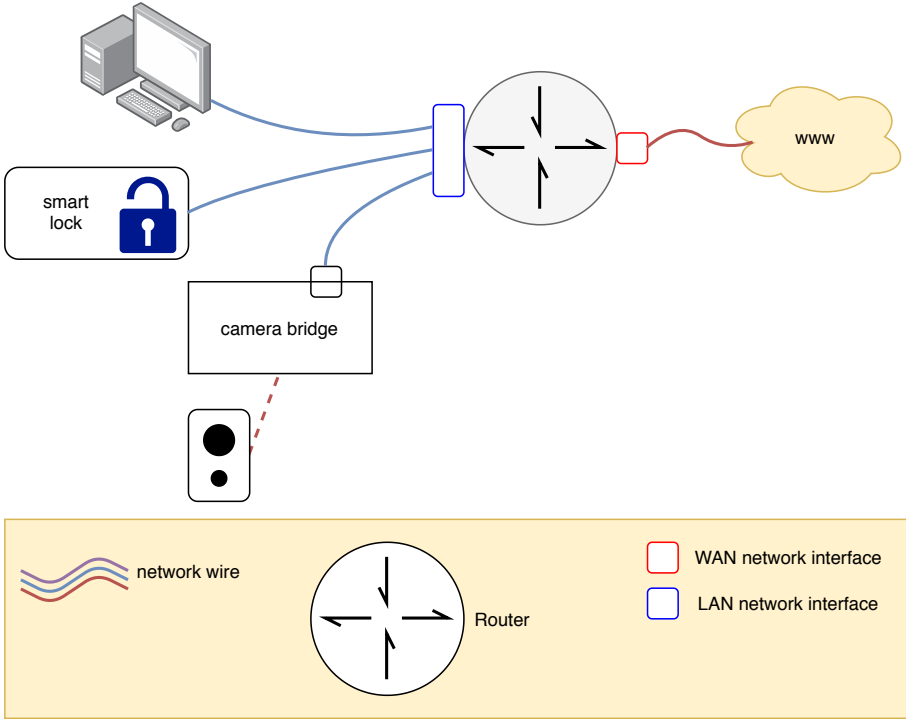 www
smart
lock
camera bridge
network wire
Router
WAN network interface
LAN network interface